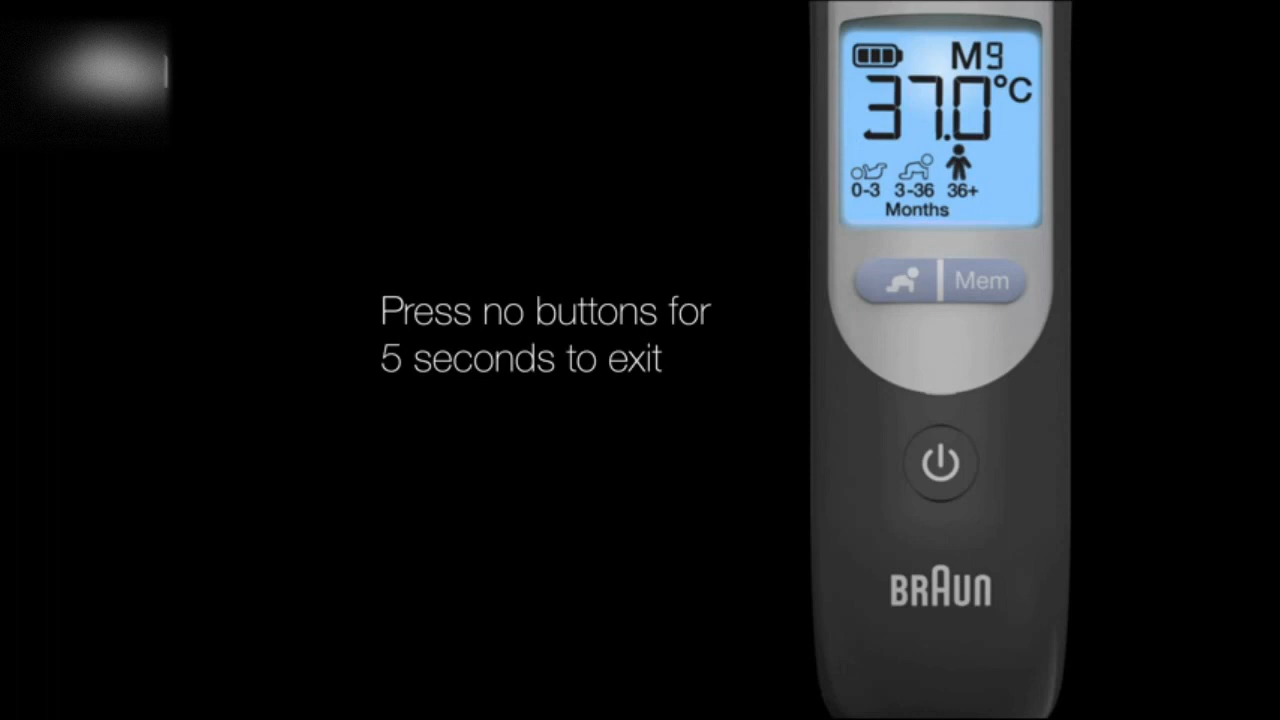 Press no buttons for
5 seconds to exit
M9
37.0°C
0-3 3-36 36+
Months
Mem
BRAUN